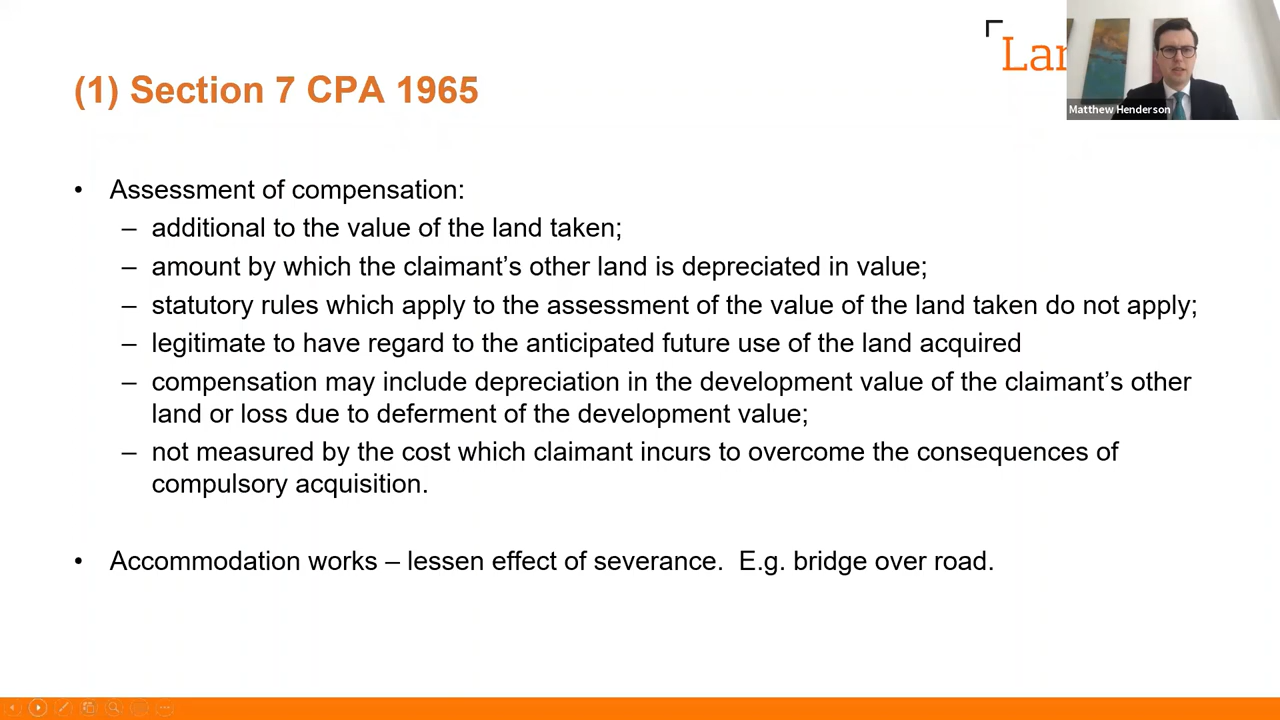 (1) Section 7 CPA 1965
Lan
Matthew Henderson
• Assessment of compensation:
– additional to the value of the land taken;
– amount by which the claimant’s other land is depreciated in value;
– statutory rules which apply to the assessment of the value of the land taken do not apply;
– legitimate to have regard to the anticipated future use of the land acquired
– compensation may include depreciation in the development value of the claimant’s other
land or loss due to deferment of the development value;
– not measured by the cost which claimant incurs to overcome the consequences of
compulsory acquisition.
• Accommodation works – lessen effect of severance. E.g. bridge over road.